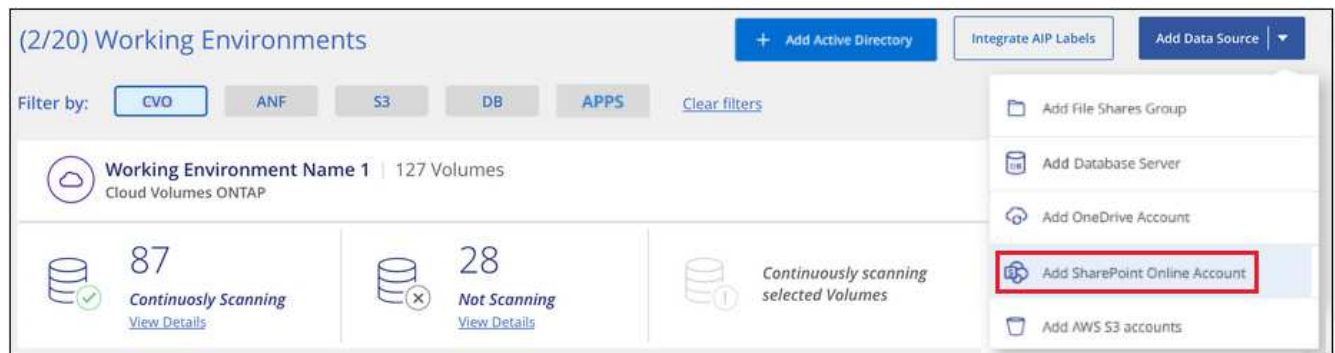 (2/20) Working Environments
+ Add Active Directory
Integrate AIP Labels
Add Data Source
Filter by: CVO ANF S3 DB APPS Clear filters
Working Environment Name 1 | 127 Volumes
Cloud Volumes ONTAP
87
Continuosly Scanning
View Details
28
Not Scanning
View Details
Continuously scanning
selected Volumes
Add File Shares Group
DB
Add Database Server
Add OneDrive Account
Add SharePoint Online Account
Add AWS S3 accounts